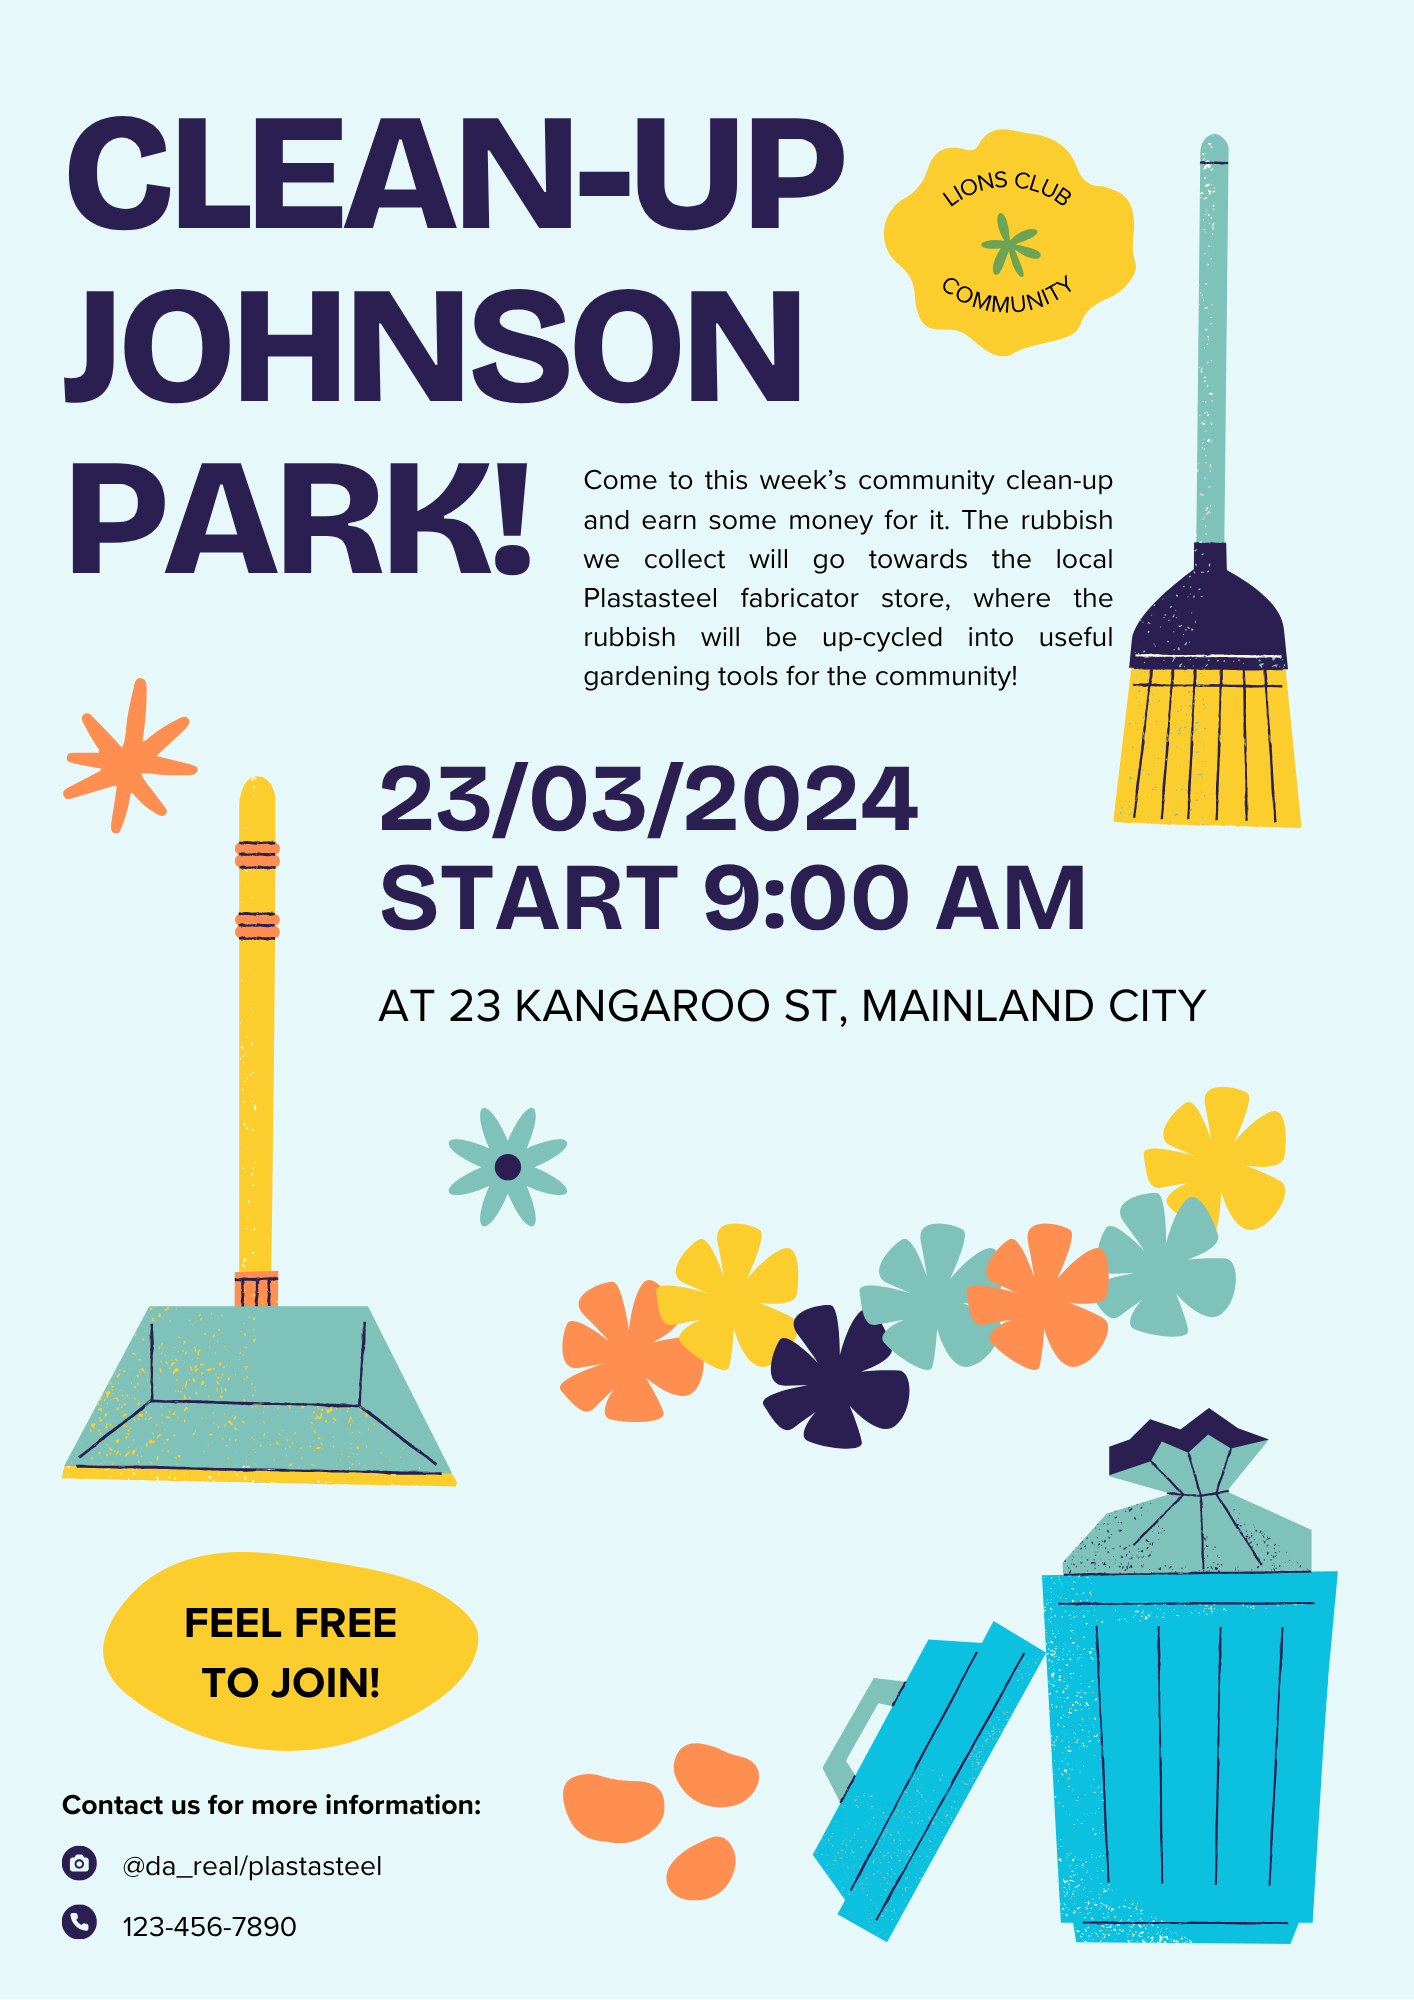 CLEAN-UP
JOHNSON
PARK!
LIONS CLUB
COMMUNITY
Come to this week’s community clean-up
and earn some money for it. The rubbish
we collect will go towards the local
Plastasteel fabricator store, where the
rubbish will be up-cycled into useful
gardening tools for the community!
23/03/2024
START 9:00 AM
AT 23 KANGAROO ST, MAINLAND CITY
FEEL FREE
TO JOIN!
Contact us for more information:
@da_real/plastasteel
123-456-7890